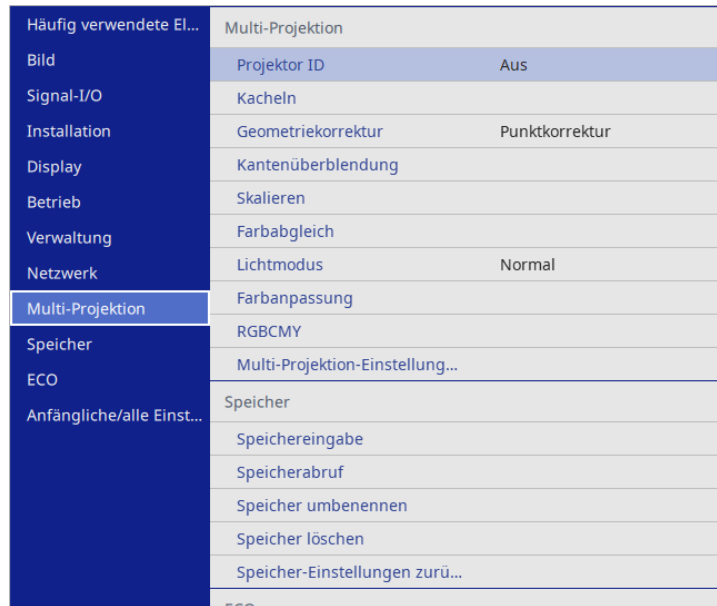 Häufig verwendete El...
Bild
Signal-I/O
Installation
Display
Betrieb
Verwaltung
Netzwerk
Multi-Projektion
Speicher
ECO
Anfängliche/alle Einst...
Multi-Projektion
Projektor ID Aus
Kacheln
Geometriekorrektur Punktkorrektur
Kantenüberblendung
Skalieren
Farbabgleich
Lichtmodus Normal
Farbanpassung
RGBCMY
Multi-Projektion-Einstellung...
Speicher
Speichereingabe
Speicherabruf
Speicher umbenennen
Speicher löschen
Speicher-Einstellungen zurü...
ECO